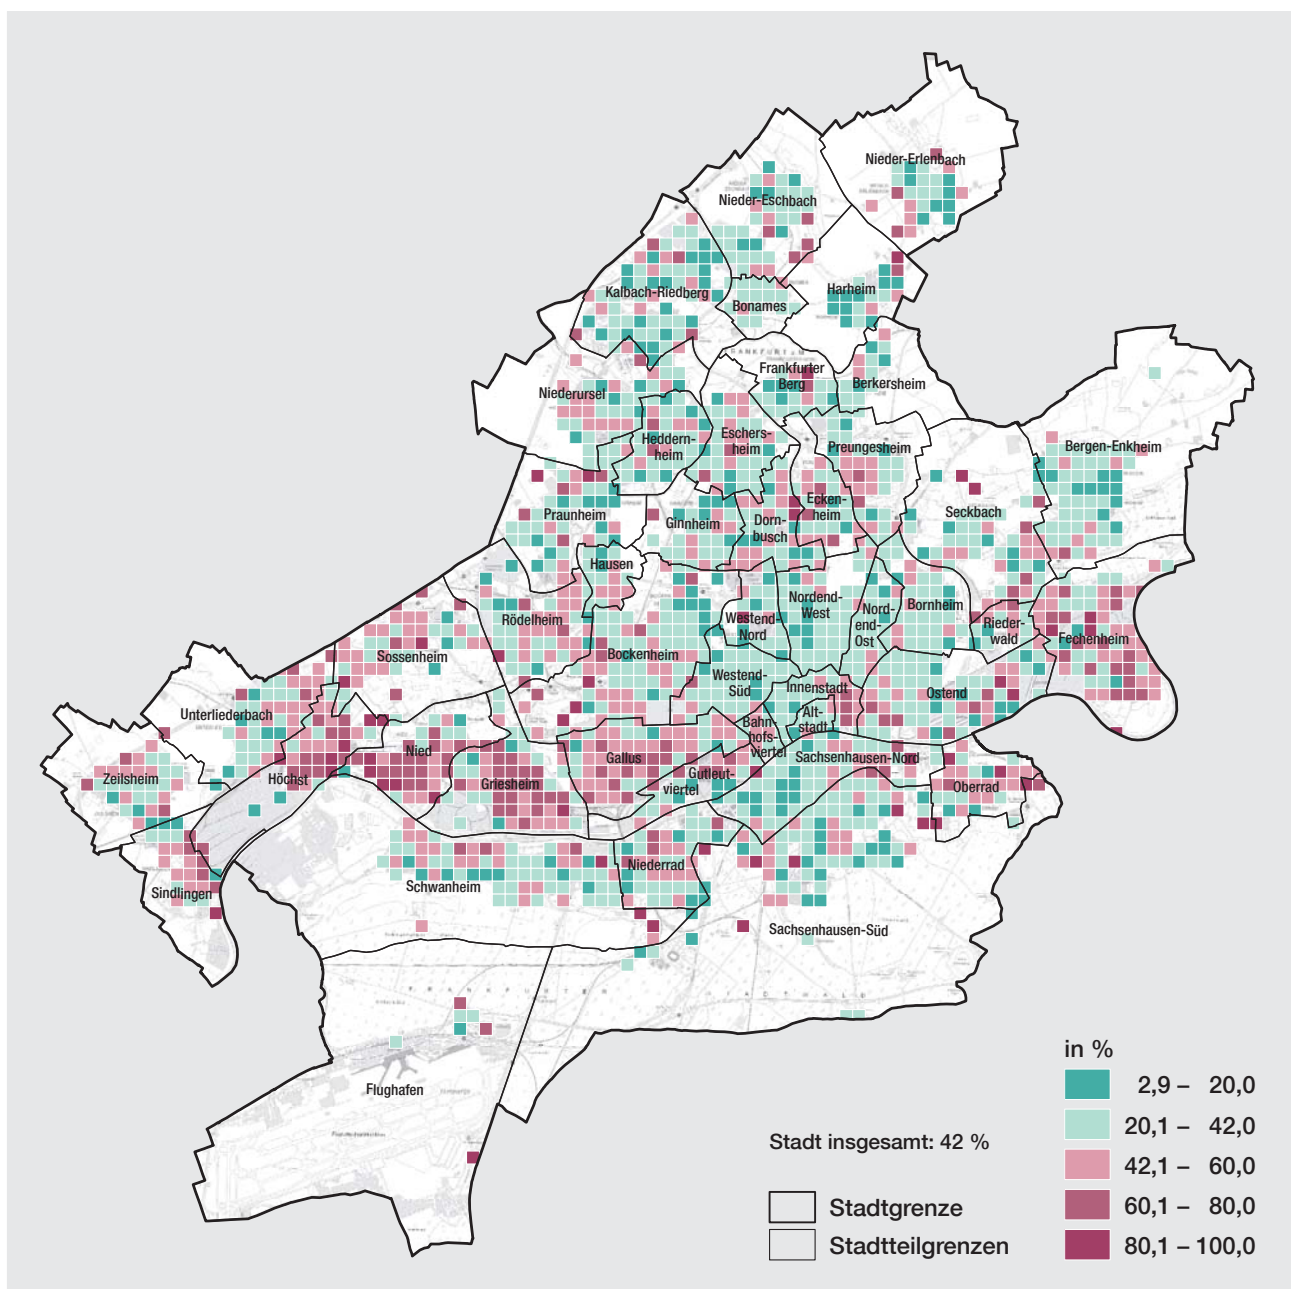 Nieder-Erlenbach
Nieder-Eschbach
Kalbach-Riedberg
Harheim
Bonames
Frankfurter
Berg
Berkersheim
Niederursel
Heddern-
heim
Eschers-
heim
Preungesheim
Bergen-Enkheim
Praunheim
Ginnheim
Dorn-
busch
Ecken-
heim
Seckbach
Hausen
Rödelheim
Westend-
Nord
Nordend-
West
Nord-
end-
Ost
Bornheim
Rieder-
wald
Fechenheim
Sossenheim
Bockenheim
Westend-
Süd
Innenstadt
Ostend
Unterliederbach
Bahn-
hofs-
viertel
Alt-
stadt
Zeilsheim
Höchst
Nied
Griesheim
Gallus
Gutleut-
viertel
Sachsenhausen-Nord
Oberrad
Sindlingen
Schwanheim
Niederrad
Sachsenhausen-Süd
Flughafen
in %
2,9 – 20,0
20,1 – 42,0
42,1 – 60,0
60,1 – 80,0
80,1 – 100,0
Stadt insgesamt: 42 %
Stadtgrenze
Stadtteilgrenzen